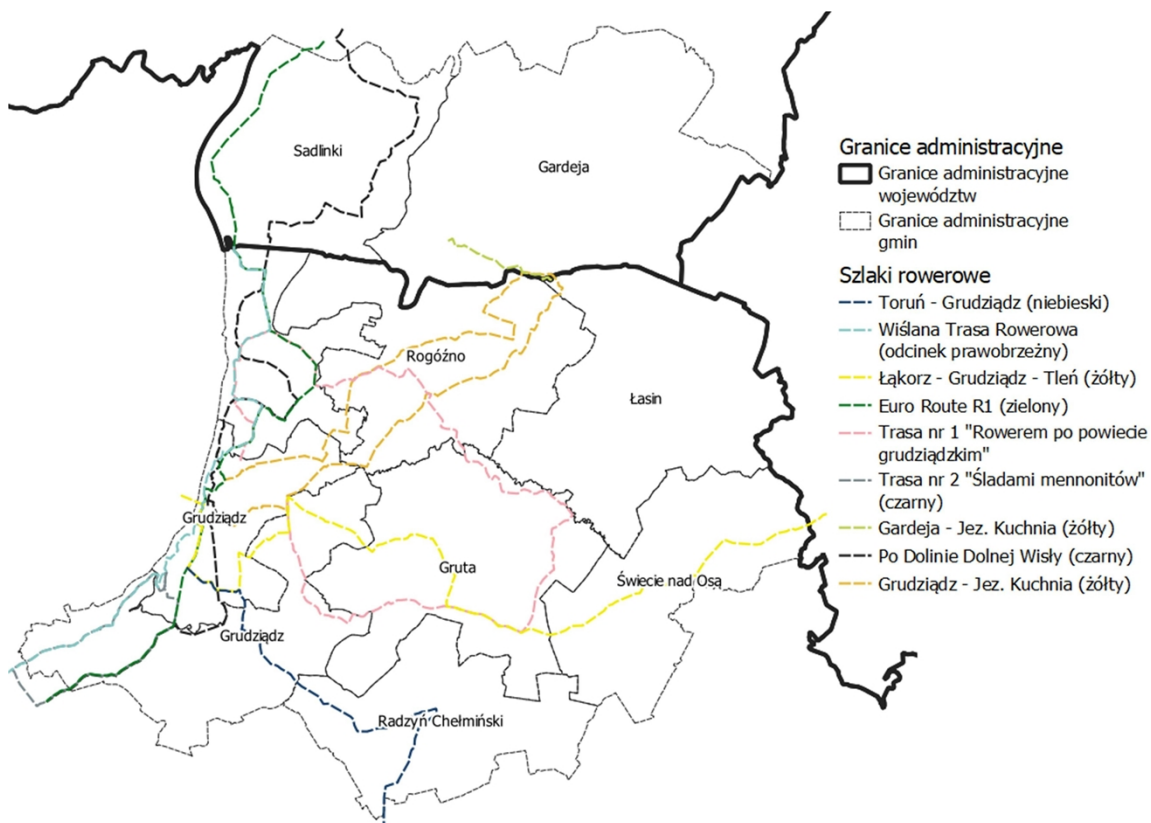 Sadlinki
Gardeja
Rogóźno
Łasin
Grudziądz
Gruta
Świecie nad Osą
Grudziądz
Radzyń Chełmiński
Granice administracyjne
Granice administracyjne
województw
Granice administracyjne
gmin
Szlaki rowerowe
Toruń - Grudziądz (niebieski)
Wiślana Trasa Rowerowa
(odcinek prawobrzeżny)
Łąkorz - Grudziądz - Tleń (żółty)
Euro Route R1 (zielony)
Trasa nr 1 "Rowerem po powiecie
grudziądzkim"
Trasa nr 2 "Śladami mennonitów"
(czarny)
Gardeja - Jez. Kuchnia (żółty)
Po Dolinie Dolnej Wisły (czarny)
Grudziądz - Jez. Kuchnia (żółty)